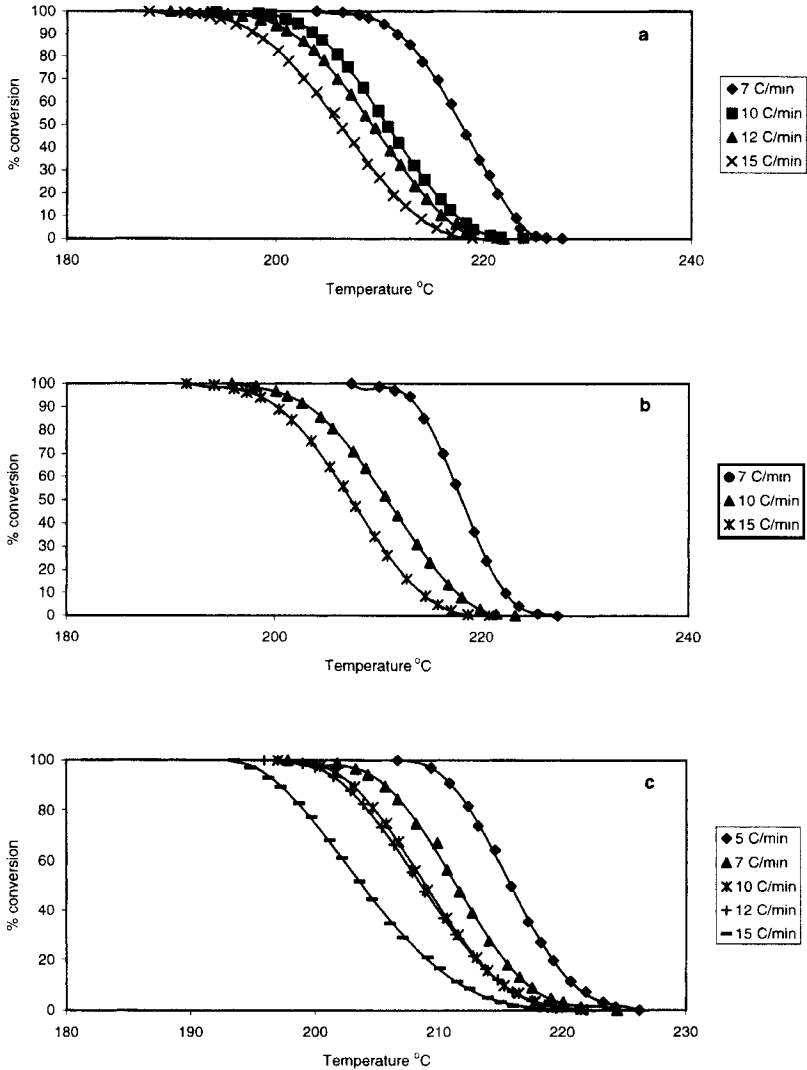 a
% conversion
100
90
80
70
60
50
40
30
20
10
0
180 200 220 240
Temperature °C
7 C/min
10 C/min
12 C/min
15 C/min
b
% conversion
100
90
80
70
60
50
40
30
20
10
0
180 200 220 240
Temperature °C
7 C/min
10 C/min
15 C/min
c
% conversion
100
80
60
40
20
0
180 190 200 210 220 230
Temperature °C
5 C/min
7 C/min
10 C/min
12 C/min
15 C/min